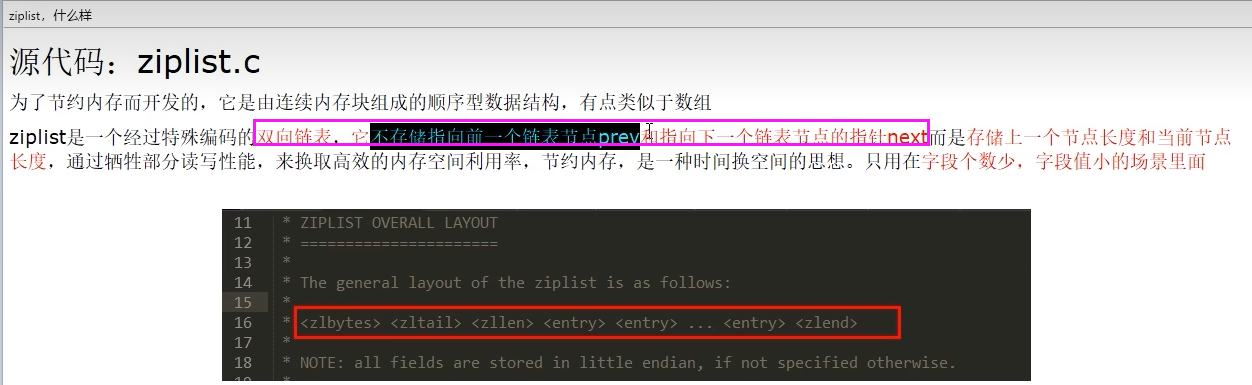 ziplist，什么样
源代码：ziplist.c
为了节约内存而开发的，它是由连续内存块组成的顺序型数据结构，有点类似于数组
ziplist是一个经过特殊编码的双向链表，它不存储指向前一个链表节点prev和指向下一个链表节点的指针next而是存储上一个节点长度和当前节点
长度，通过牺牲部分读写性能，来换取高效的内存空间利用率，节约内存，是一种时间换空间的思想。只用在字段个数少，字段值小的场景里面
11 * ZIPLIST OVERALL LAYOUT
12 * ======================
13 *
14 * The general layout of the ziplist is as follows:
15 *
16 * <zlbytes> <zltail> <zllen> <entry> <entry> ... <entry> <zlend>
17 *
18 * NOTE: all fields are stored in little endian, if not specified otherwise.
19 *